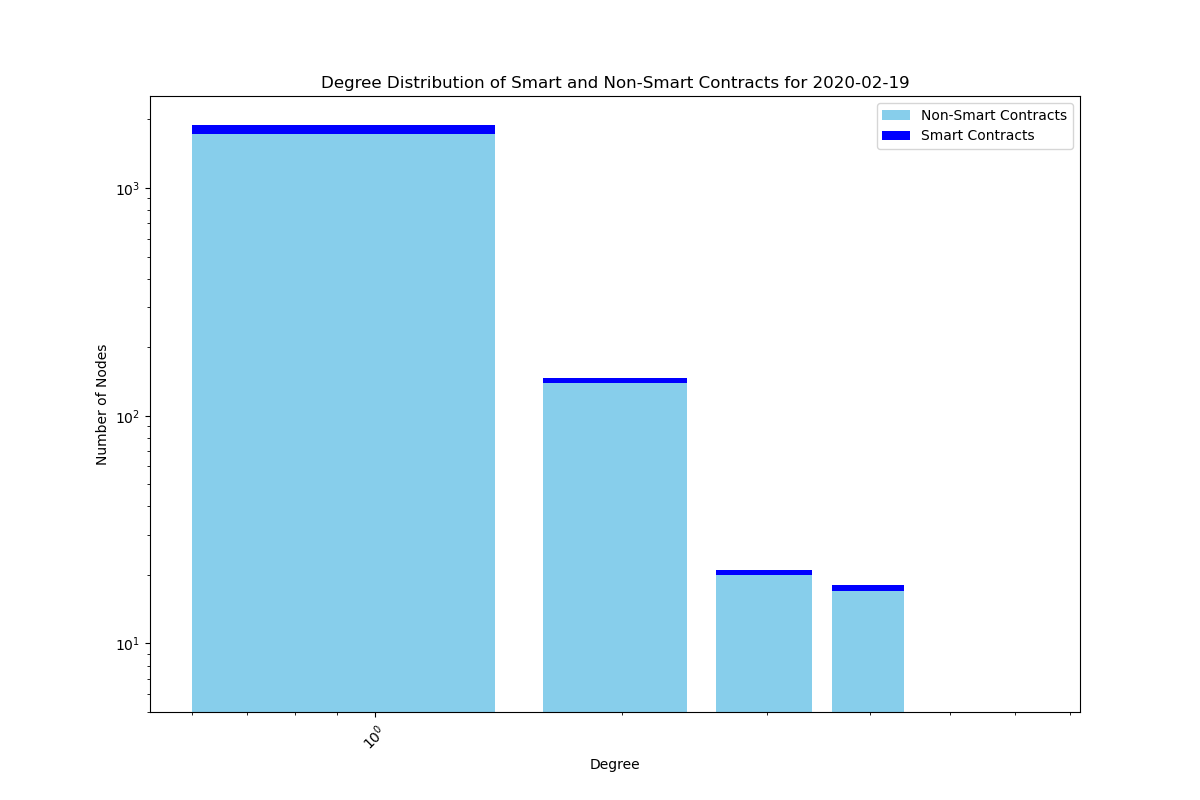 Degree Distribution of Smart and Non-Smart Contracts for 2020-02-19
Non-Smart Contracts
Smart Contracts
Number of Nodes
10³
10²
10¹
10⁰
Degree